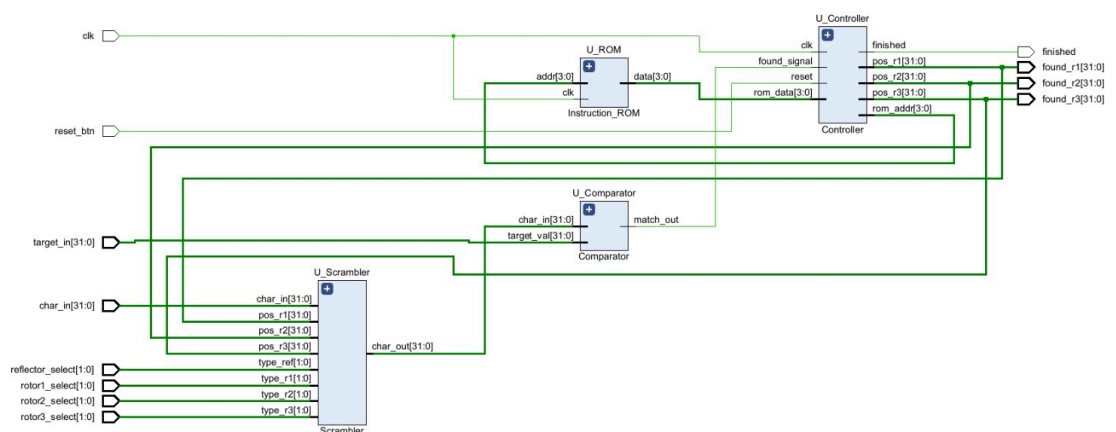 U_Controller
clk
clk
finished
finished
U_ROM
found_signal
pos_r1[31:0]
found_r1[31:0]
addr[3:0]
data[3:0]
reset
pos_r2[31:0]
found_r2[31:0]
clk
rom_data[3:0]
pos_r3[31:0]
found_r3[31:0]
Instruction_ROM
rom_addr[3:0]
reset_btn
Controller
U_Comparator
char_in[31:0]
match_out
target_in[31:0]
target_val[31:0]
Comparator
U_Scrambler
char_in[31:0]
char_in[31:0]
pos_r1[31:0]
pos_r2[31:0]
pos_r3[31:0]
char_out[31:0]
reflector_select[1:0]
type_ref[1:0]
rotor1_select[1:0]
type_r1[1:0]
rotor2_select[1:0]
type_r2[1:0]
rotor3_select[1:0]
type_r3[1:0]
Scrambler